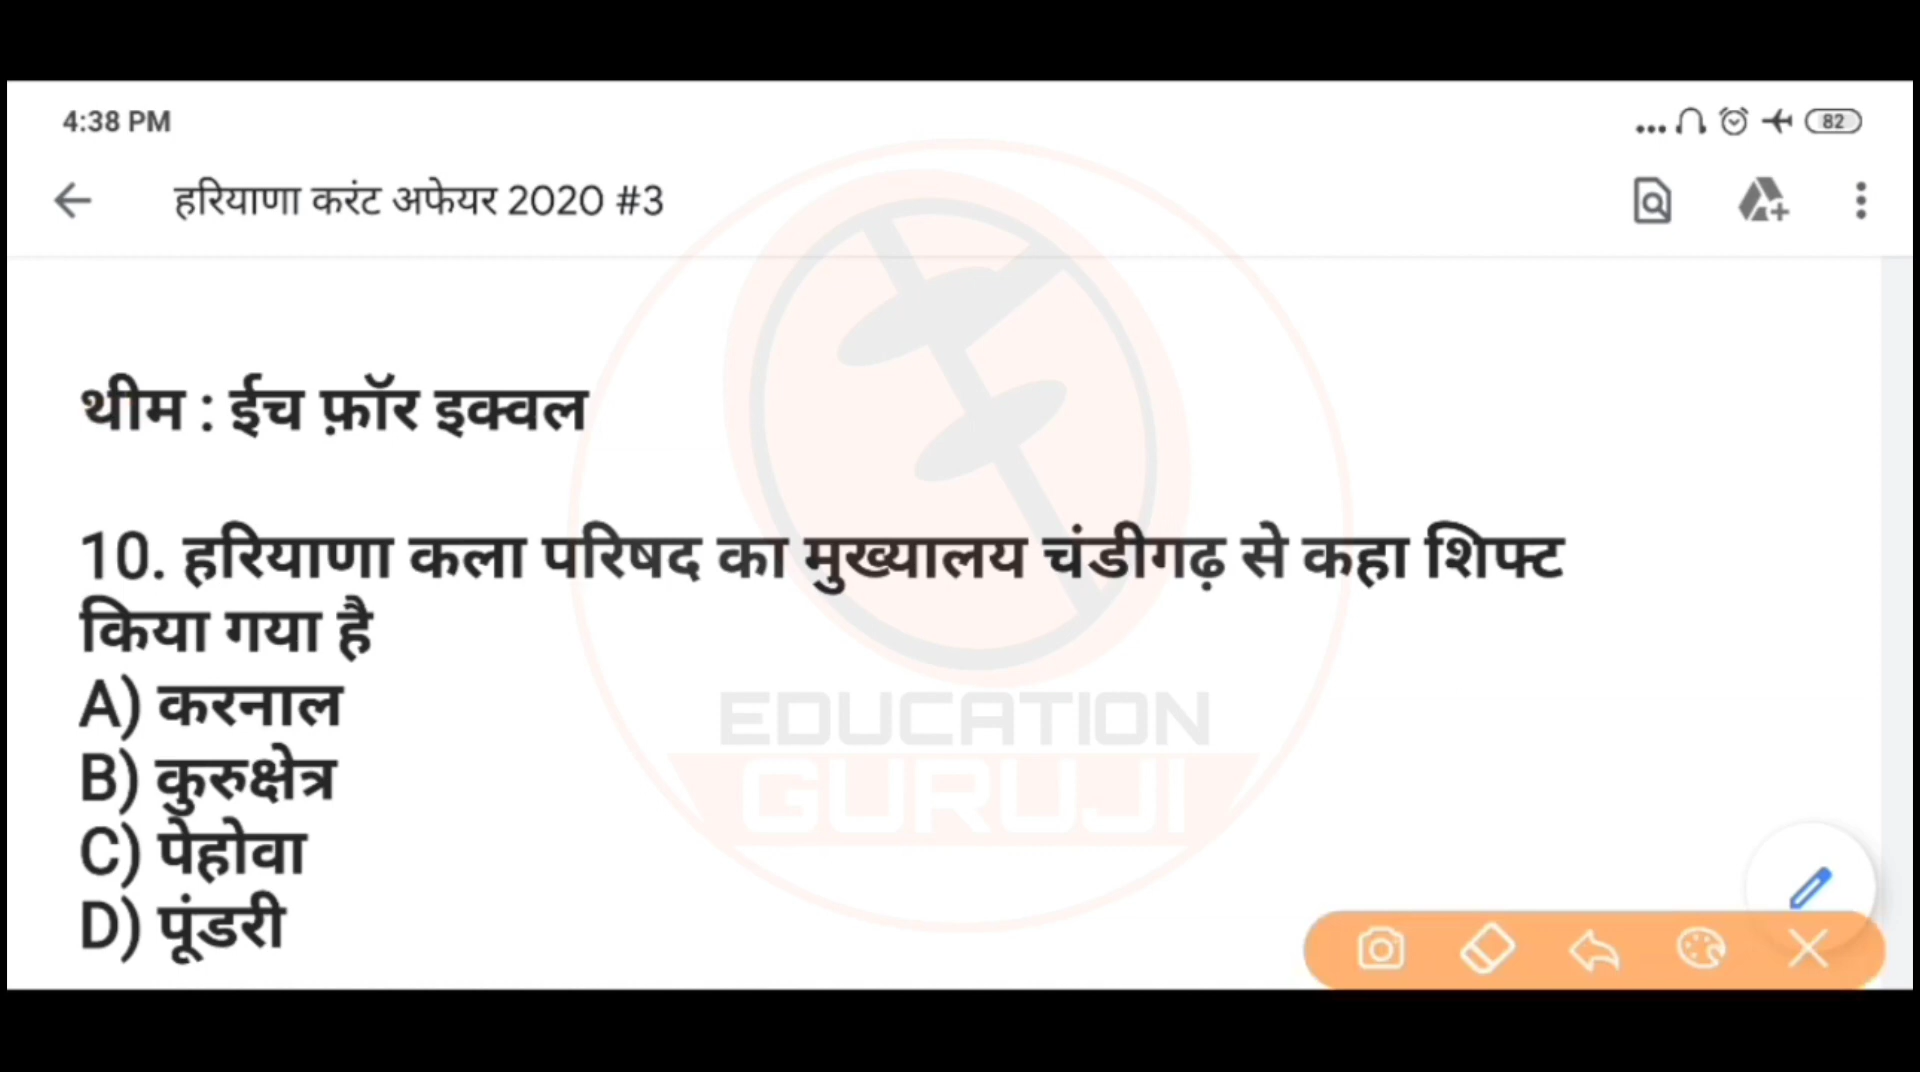 4:38 PM
82
हरियाणा करंट अफेयर 2020 #3
थीम : ईच फ़ॉर इक्वल
10. हरियाणा कला परिषद का मुख्यालय चंडीगढ़ से कहा शिफ्ट
किया गया है
A) करनाल
B) कुरुक्षेत्र
C) पेहोवा
D) पूंडरी
EDUCATION
GURUJI